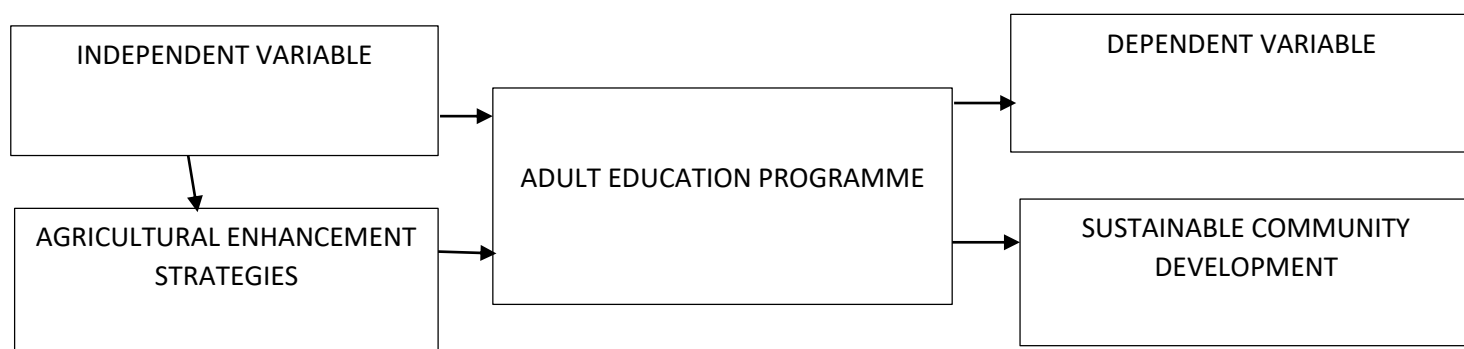 INDEPENDENT VARIABLE
AGRICULTURAL ENHANCEMENT
STRATEGIES
ADULT EDUCATION PROGRAMME
DEPENDENT VARIABLE
SUSTAINABLE COMMUNITY
DEVELOPMENT